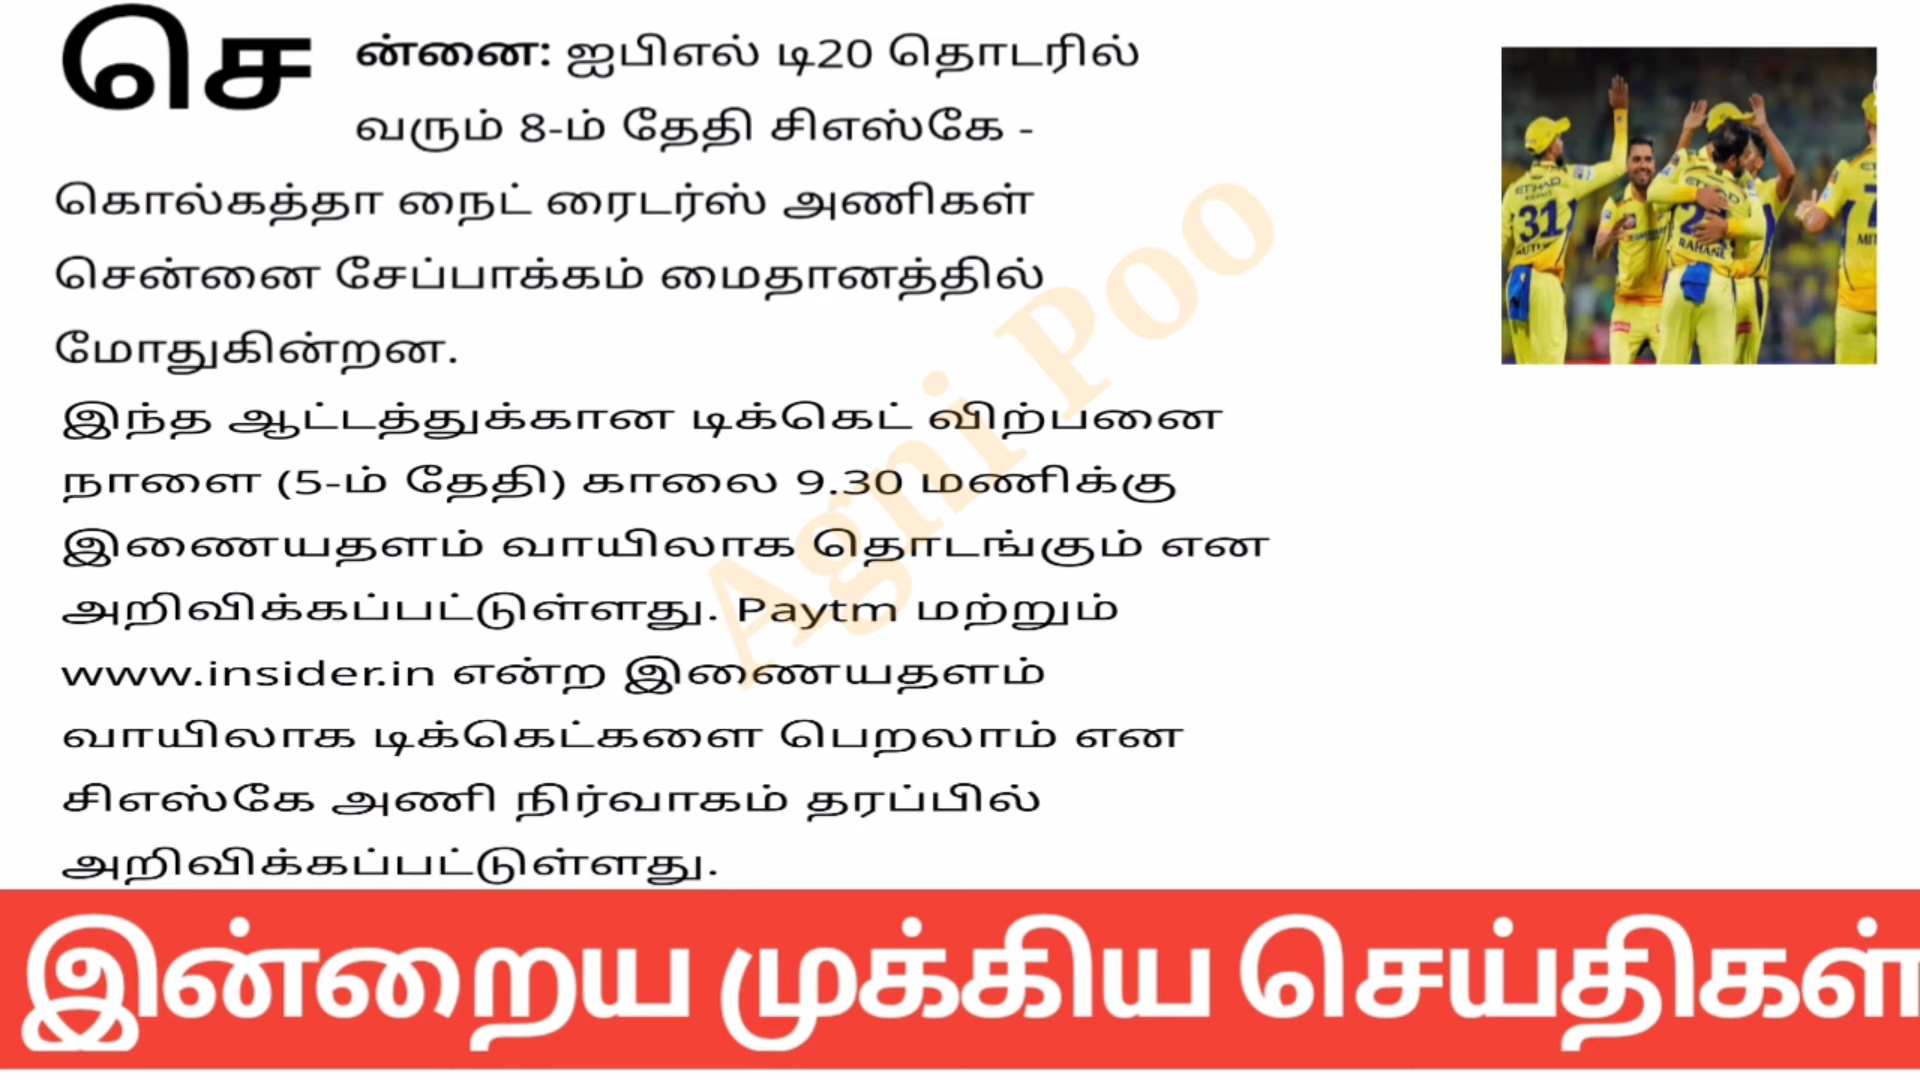 சென்னை: ஐபிஎல் டி20 தொடரில்
வரும் 8-ம் தேதி சிஎஸ்கே -
கொல்கத்தா நைட் ரைடர்ஸ் அணிகள்
சென்னை சேப்பாக்கம் மைதானத்தில்
மோதுகின்றன.
இந்த ஆட்டத்துக்கான டிக்கெட் விற்பனை
நாளை (5-ம் தேதி) காலை 9.30 மணிக்கு
இணையதளம் வாயிலாக தொடங்கும் என
அறிவிக்கப்பட்டுள்ளது. Paytm மற்றும்
www.insider.in என்ற இணையதளம்
வாயிலாக டிக்கெட்களை பெறலாம் என
சிஎஸ்கே அணி நிர்வாகம் தரப்பில்
அறிவிக்கப்பட்டுள்ளது.
Agni Poo
31
RAHANE
இன்றைய முக்கிய செய்திகள்